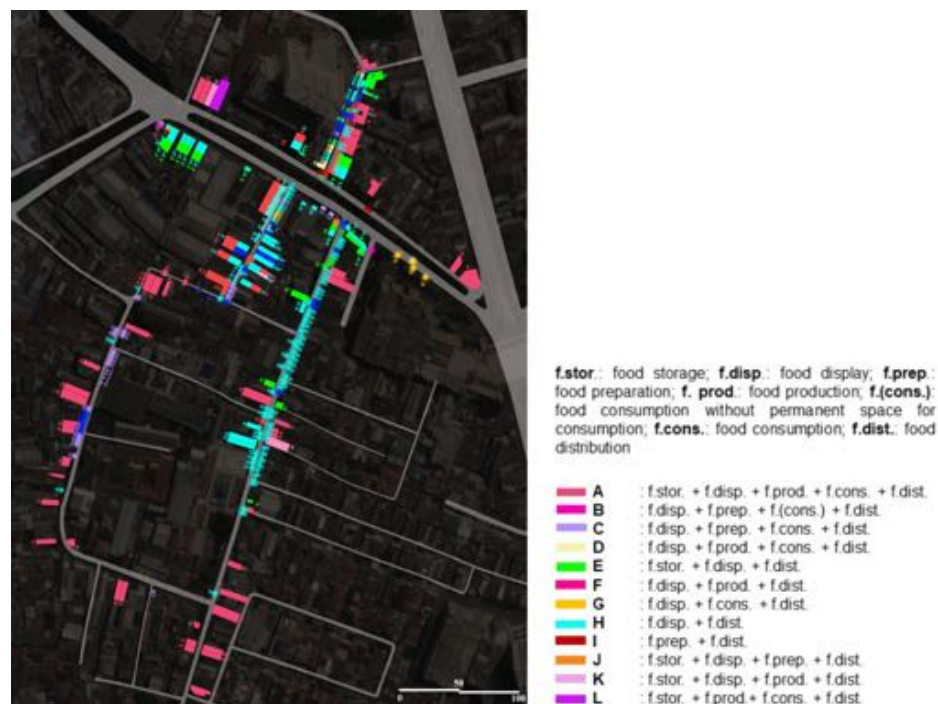 f.stor.: food storage; f.disp.: food display; f.prep.:
food preparation; f. prod.: food production; f.(cons.):
food consumption without permanent space for
consumption; f.cons.: food consumption; f.dist.: food
distribution
A : f.stor. + f.disp. + f.prod. + f.cons. + f.dist.
B : f.disp. + f.prep. + f.(cons.) + f.dist.
C : f.disp. + f.prep. + f.cons. + f.dist.
D : f.disp. + f.prod. + f.cons. + f.dist.
E : f.stor. + f.disp. + f.dist.
F : f.disp. + f.prod. + f.dist.
G : f.disp. + f.cons. + f.dist.
H : f.disp. + f.dist.
I : f.prep. + f.dist.
J : f.stor. + f.disp. + f.prep. + f.dist.
K : f.stor. + f.disp. + f.prod. + f.dist.
L : f.stor. + f.prod.+ f.cons. + f.dist.
50
0 100